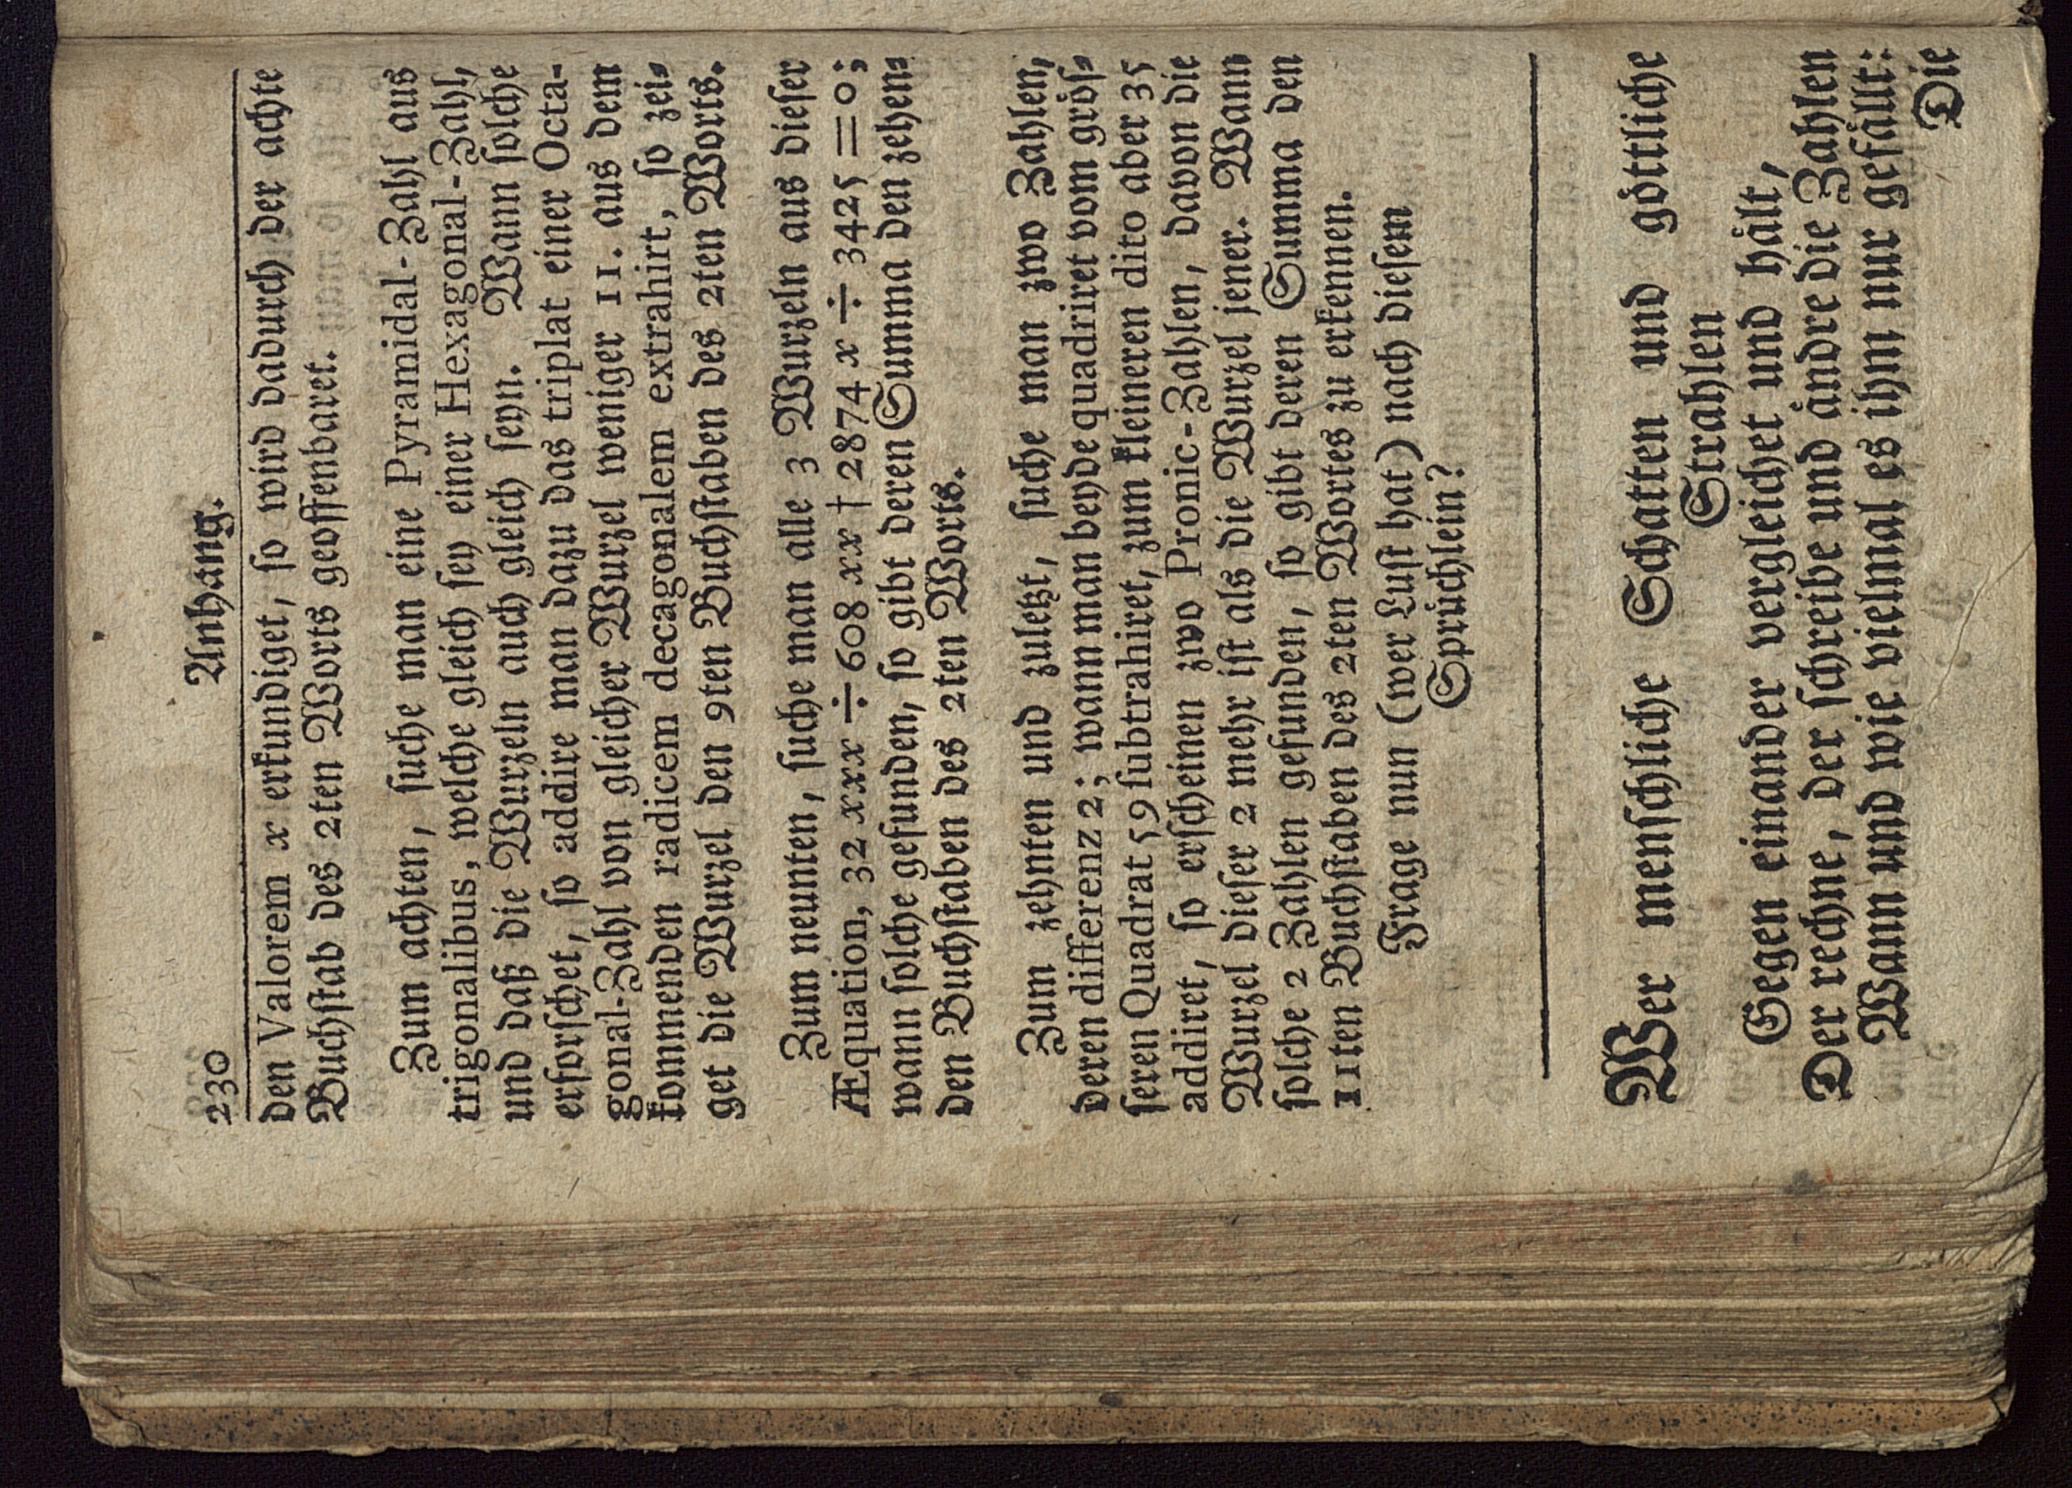 230 Anhang.
den Valorem x erkundiget, so wird dadurch der achte
Buchstab des 2ten Worts geoffenbaret.
Zum achten, suche man eine Pyramidal-Zahl aus
trigonalibus, welche gleich sey einer Hexagonal-Zahl,
und daß die Wurzeln auch gleich seyn. Wann solche
erforschet, so addire man dazu das triplat einer Octa-
gonal-Zahl von gleicher Wurzel weniger 11. aus dem
kommenden radicem decagonalem extrahirt, so zei-
get die Wurzel den 9ten Buchstaben des 2ten Worts.
Zum neunten, suche man alle 3 Wurzeln aus dieser
Æquation, 32 xxx ÷ 608 xx † 2874 x ÷ 3425 = 0;
wann solche gefunden, so gibt deren Summa den zehen-
den Buchstaben des 2ten Worts.
Zum zehnten und zuletzt, suche man zwo Zahlen,
deren differenz 2; wann man beyde quadriret vom grös-
seren Quadrat 59 subtrahiret, zum kleineren dito aber 35
addiret, so erscheinen zwo Pronic-Zahlen, davon die
Wurzel dieser 2 mehr ist als die Wurzel jener. Wann
solche 2 Zahlen gefunden, so gibt deren Summa den
11ten Buchstaben des 2ten Wortes zu erkennen.
Frage nun (wer Lust hat) nach diesem
Sprüchlein?
Wer menschliche Schatten und göttliche
Strahlen
Gegen einander vergleichet und hält,
Der rechne, der schreibe und ändre die Zahlen
Wann und wie vielmal es ihm nur gefällt:
Die